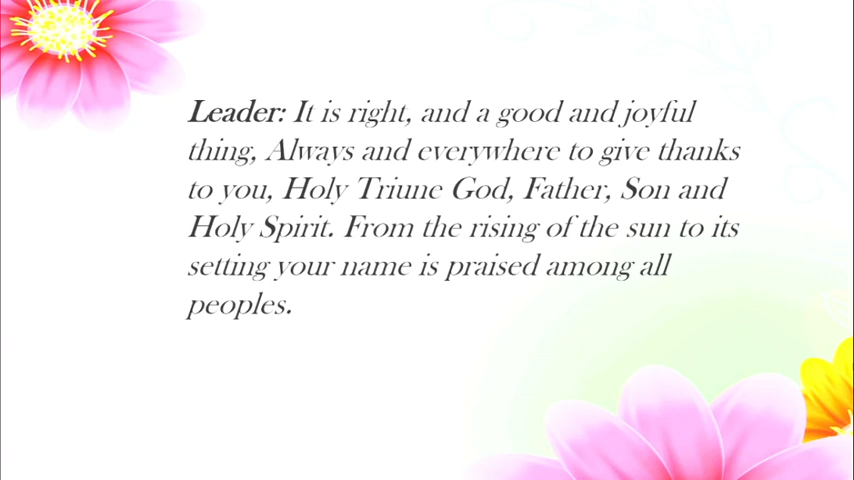 Leader: It is right, and a good and joyful
thing, Always and everywhere to give thanks
to you, Holy Triune God, Father, Son and
Holy Spirit. From the rising of the sun to its
setting your name is praised among all
peoples.